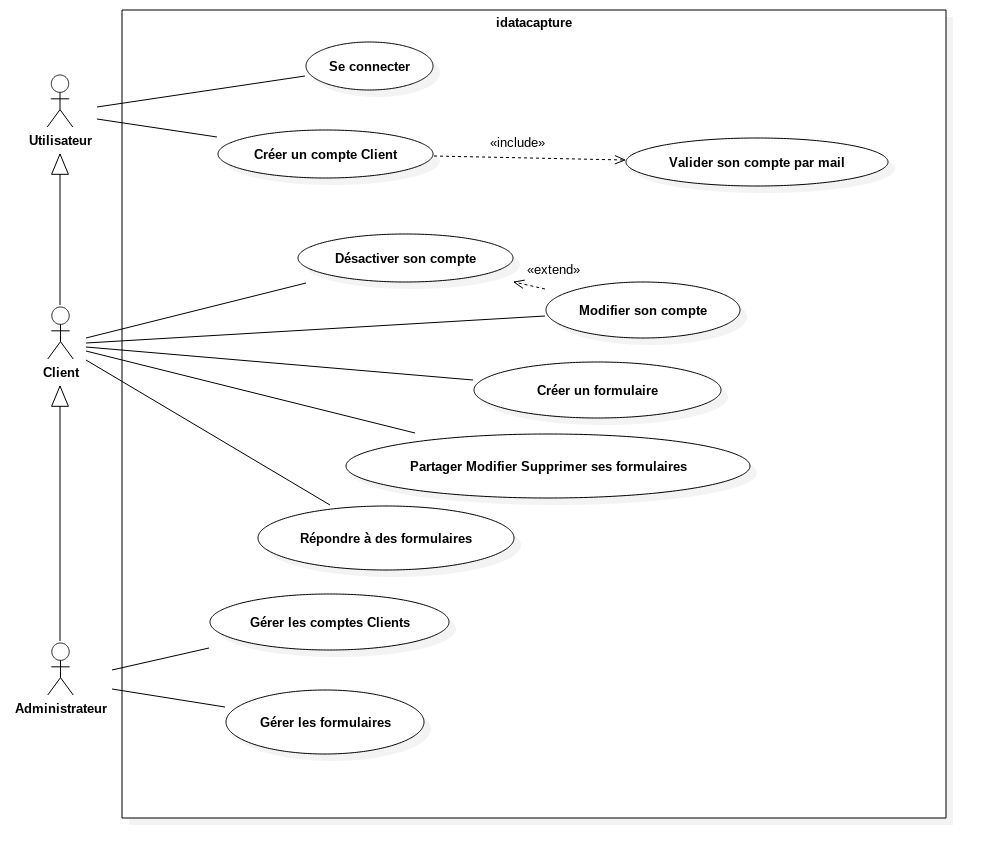 idatacapture
Se connecter
Utilisateur
Créer un compte Client
«include»
Valider son compte par mail
Désactiver son compte
«extend»
Modifier son compte
Client
Créer un formulaire
Partager Modifier Supprimer ses formulaires
Répondre à des formulaires
Gérer les comptes Clients
Administrateur
Gérer les formulaires